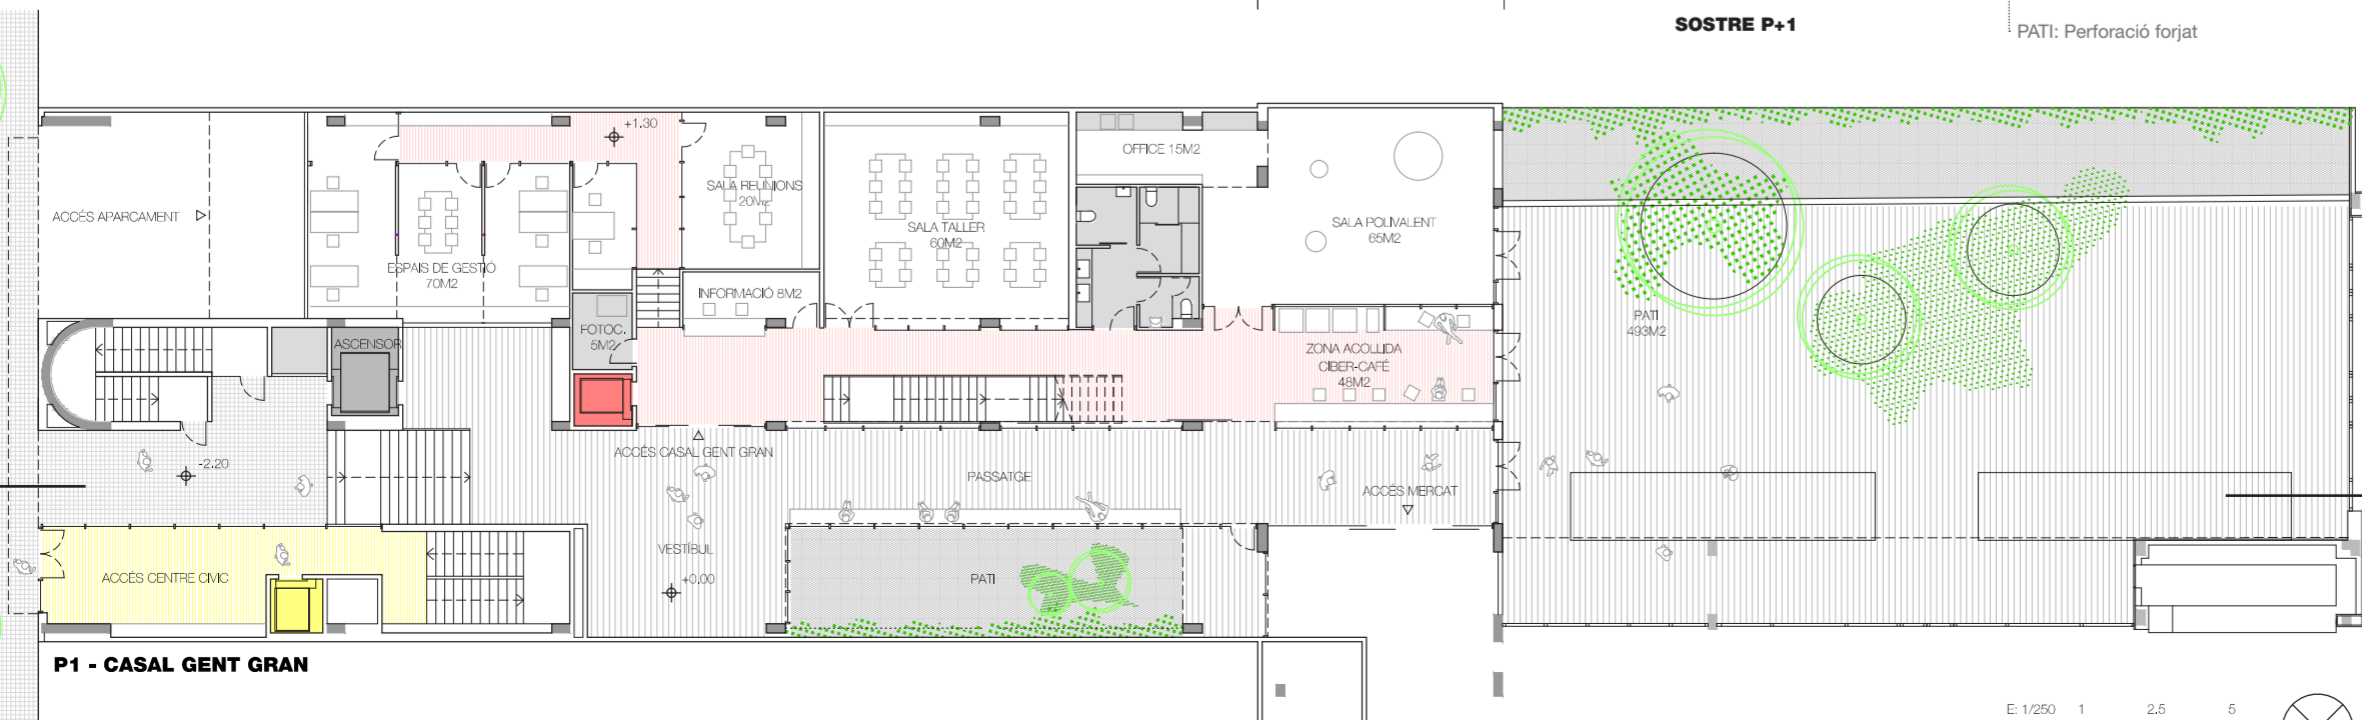 SOSTRE P+1
PATI: Perforació forjat
+1.30
OFFICE 15M2
SALA REUNIONS
20M2
ACCÉS APARCAMENT
SALA TALLER
60M2
SALA POLIVALENT
65M2
ESPAIS DE GESTIÓ
70M2
INFORMACIÓ 8M2
PATI
493M2
FOTOC.
5M2
ASCENSOR
ZONA ACOLLIDA
CIBER-CAFÉ
48M2
ACCÉS CASAL GENT GRAN
-2.20
PASSATGE
ACCÉS MERCAT
VESTÍBUL
+0.00
ACCÉS CENTRE CIVIC
PATI
P1 - CASAL GENT GRAN
E: 1/250 1 2.5 5